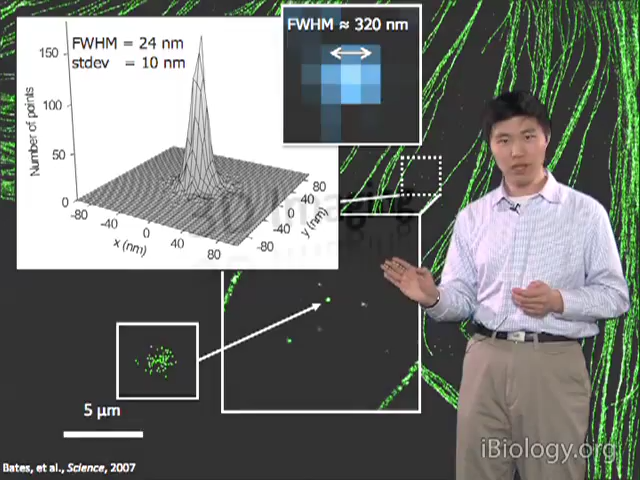 FWHM = 24 nm
stdev = 10 nm
150
100
50
0
Number of points
-80
-40
0
40
80
x (nm)
-80
-40
0
40
80
y (nm)
FWHM ≈ 320 nm
Imaging
5 µm
Bates, et al., Science, 2007
iBiology.org